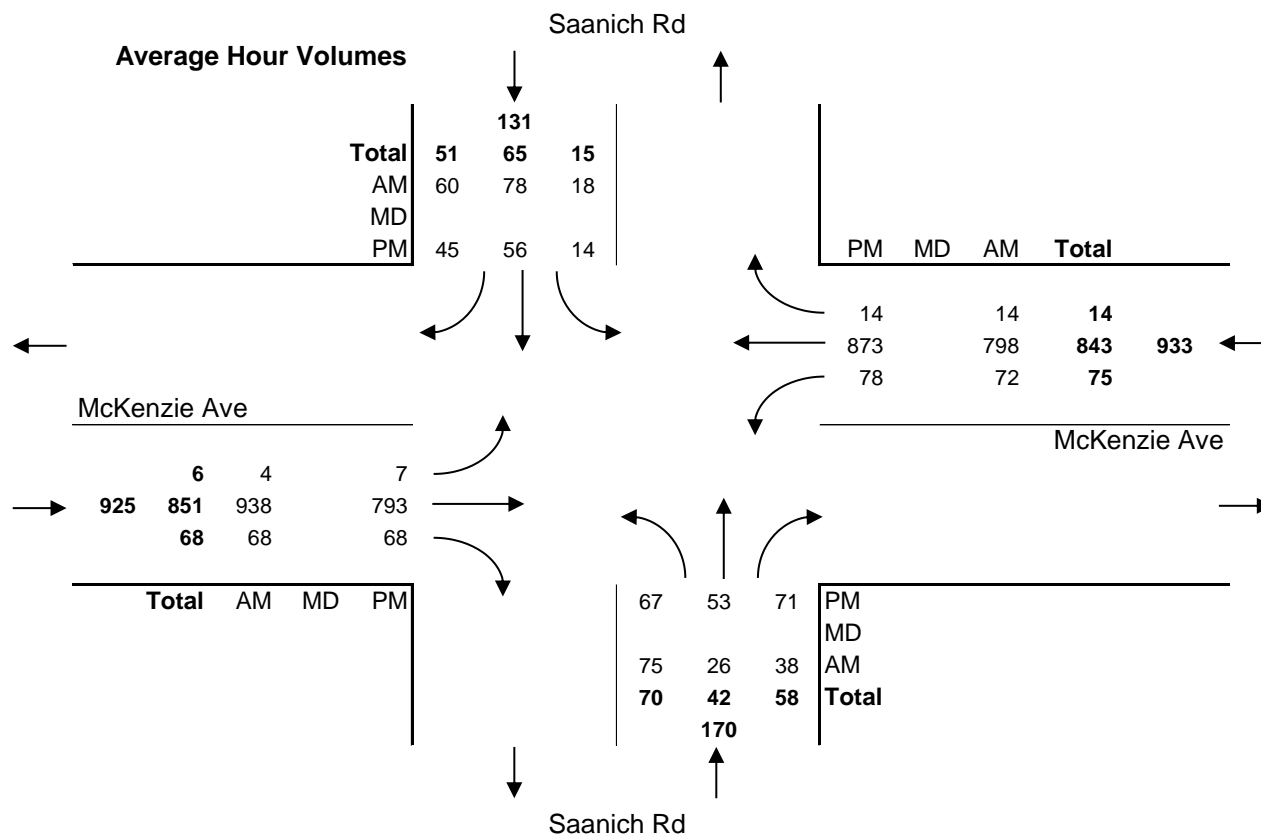 Saanich Rd
Average Hour Volumes
131
Total 51 65 15
AM 60 78 18
MD
PM 45 56 14
PM MD AM Total
14 14 14
873 798 843 933
78 72 75
McKenzie Ave
McKenzie Ave
6 4 7
925 851 938 793
68 68 68
Total AM MD PM
67 53 71 PM
MD
75 26 38 AM
70 42 58 Total
170
Saanich Rd